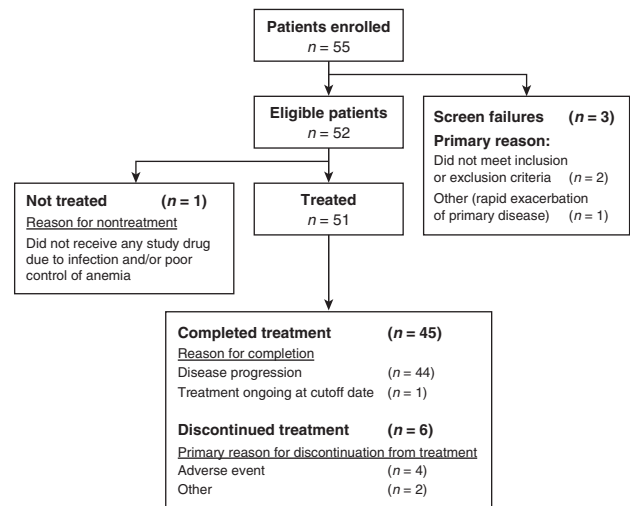 Patients enrolled
n = 55
Eligible patients
n = 52
Screen failures (n = 3)
Primary reason:
Did not meet inclusion
or exclusion criteria (n = 2)
Other (rapid exacerbation
of primary disease) (n = 1)
Not treated (n = 1)
Reason for nontreatment
Did not receive any study drug
due to infection and/or poor
control of anemia
Treated
n = 51
Completed treatment (n = 45)
Reason for completion
Disease progression (n = 44)
Treatment ongoing at cutoff date (n = 1)
Discontinued treatment (n = 6)
Primary reason for discontinuation from treatment
Adverse event (n = 4)
Other (n = 2)